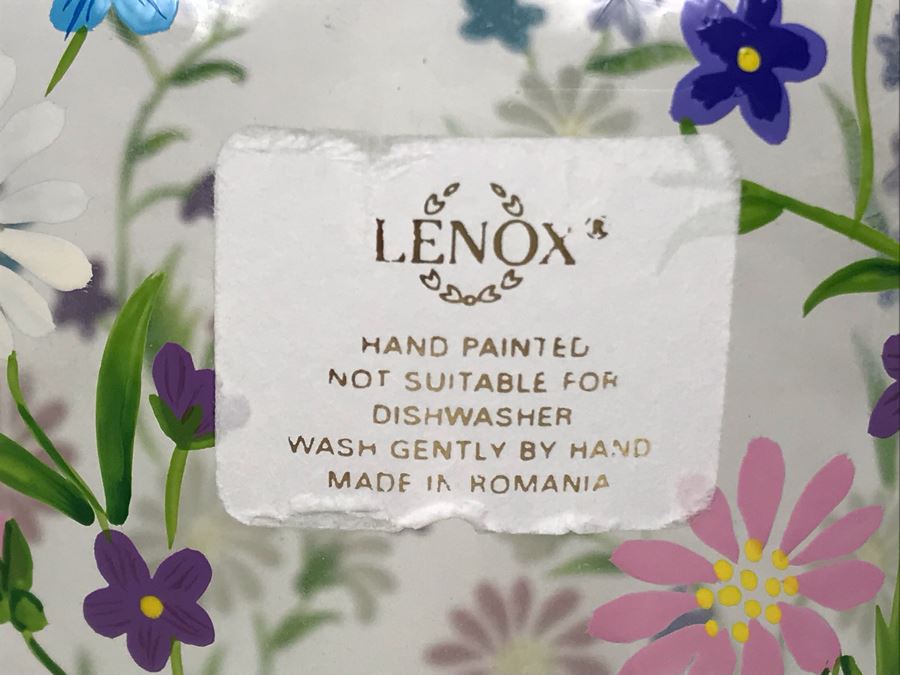 LENOX®
HAND PAINTED
NOT SUITABLE FOR
DISHWASHER
WASH GENTLY BY HAND
MADE IN ROMANIA